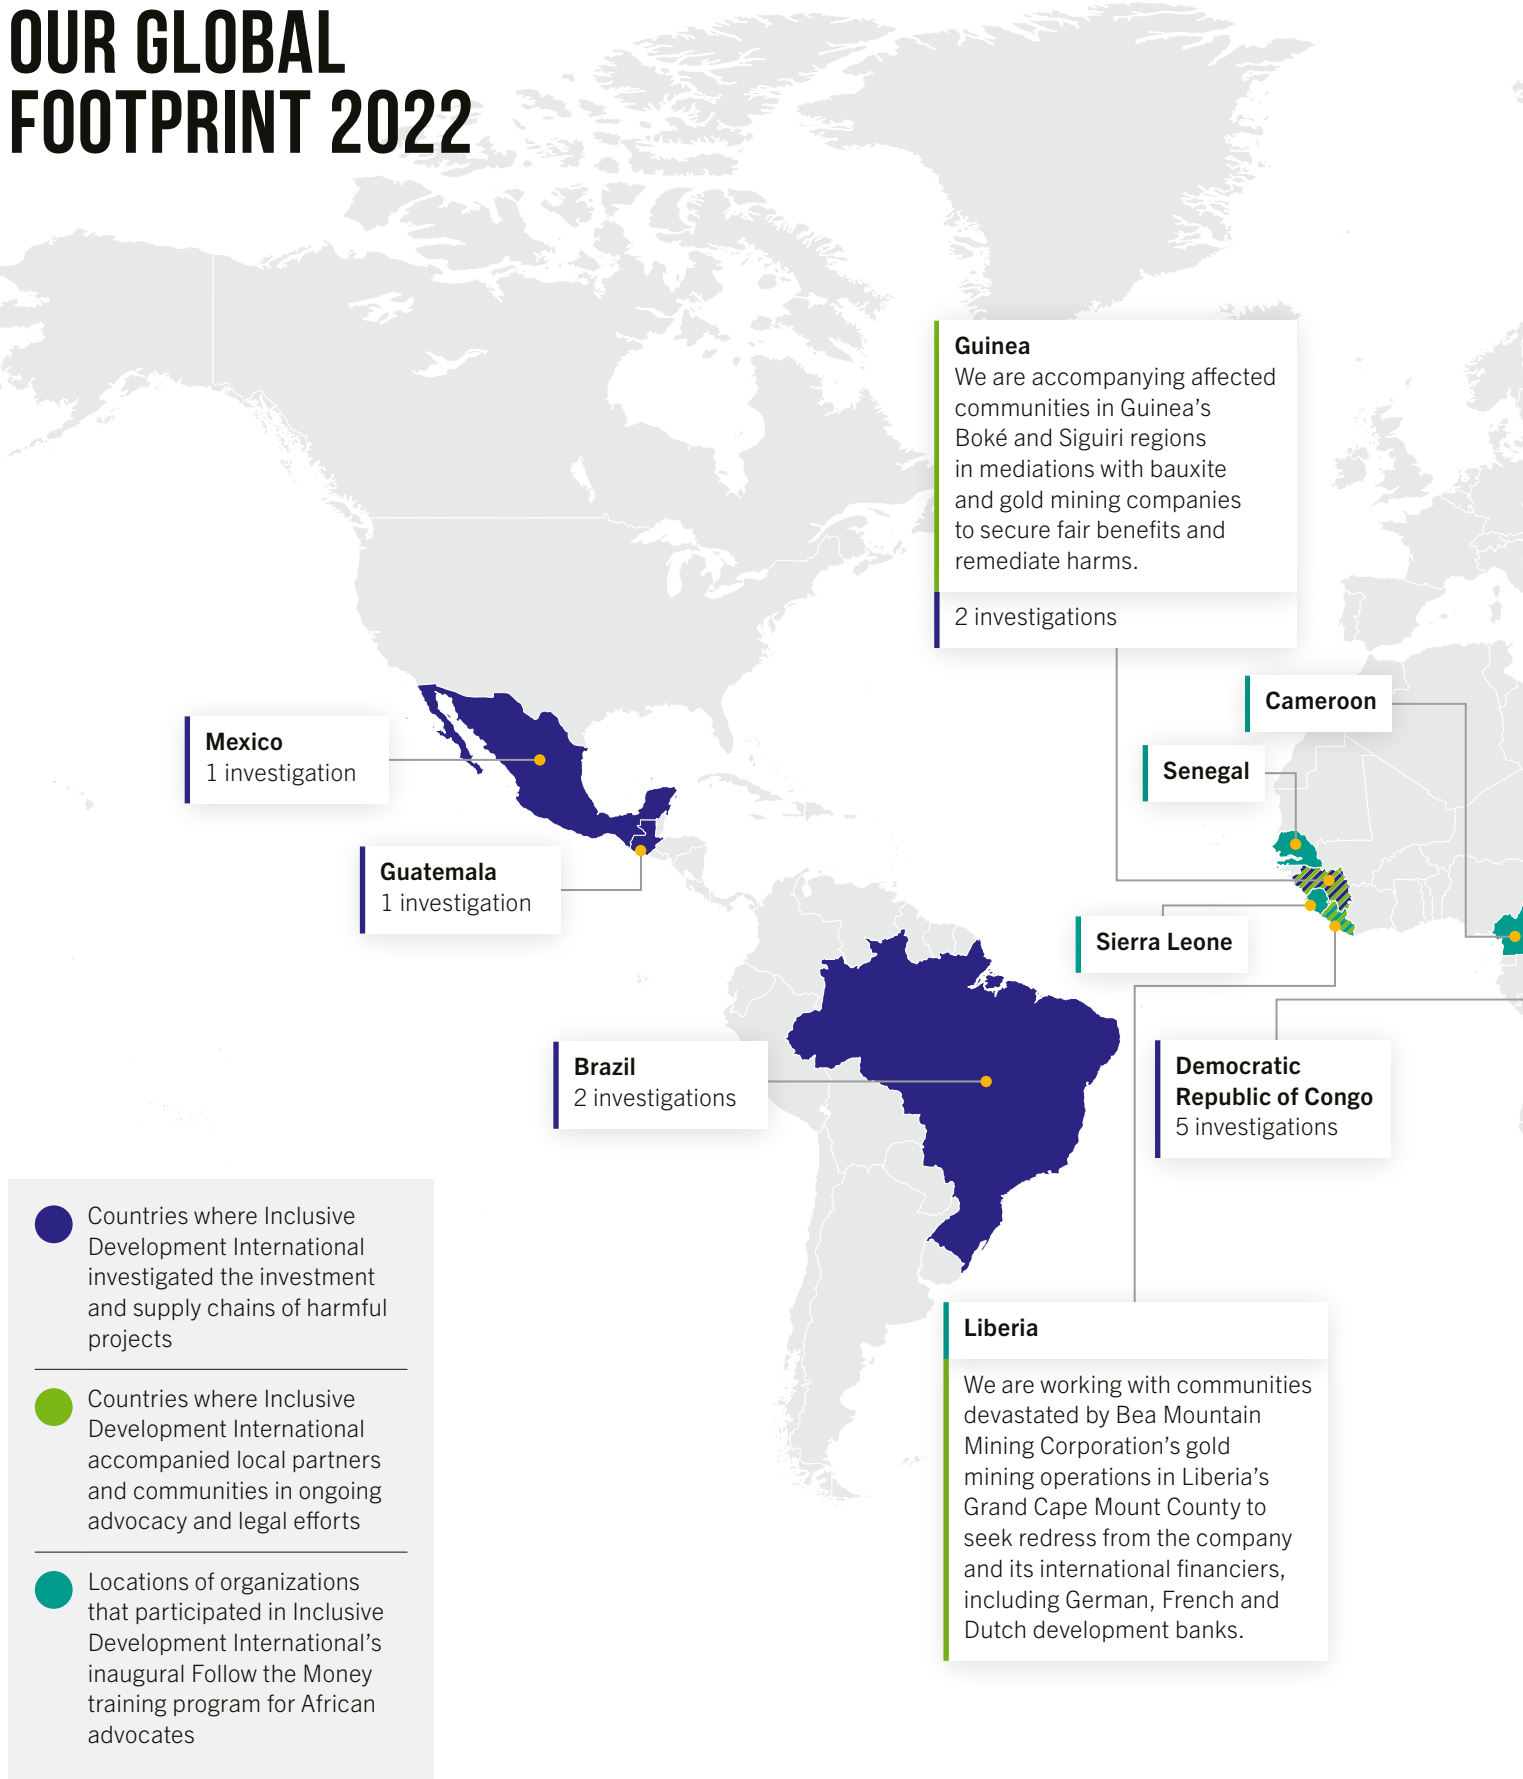 OUR GLOBAL
FOOTPRINT 2022
Guinea
We are accompanying affected
communities in Guinea’s
Boké and Siguiri regions
in mediations with bauxite
and gold mining companies
to secure fair benefits and
remediate harms.
2 investigations
Cameroon
Senegal
Mexico
1 investigation
Guatemala
1 investigation
Sierra Leone
Brazil
2 investigations
Democratic
Republic of Congo
5 investigations
Liberia
We are working with communities
devastated by Bea Mountain
Mining Corporation’s gold
mining operations in Liberia’s
Grand Cape Mount County to
seek redress from the company
and its international financiers,
including German, French and
Dutch development banks.
Countries where Inclusive
Development International
investigated the investment
and supply chains of harmful
projects
Countries where Inclusive
Development International
accompanied local partners
and communities in ongoing
advocacy and legal efforts
Locations of organizations
that participated in Inclusive
Development International’s
inaugural Follow the Money
training program for African
advocates